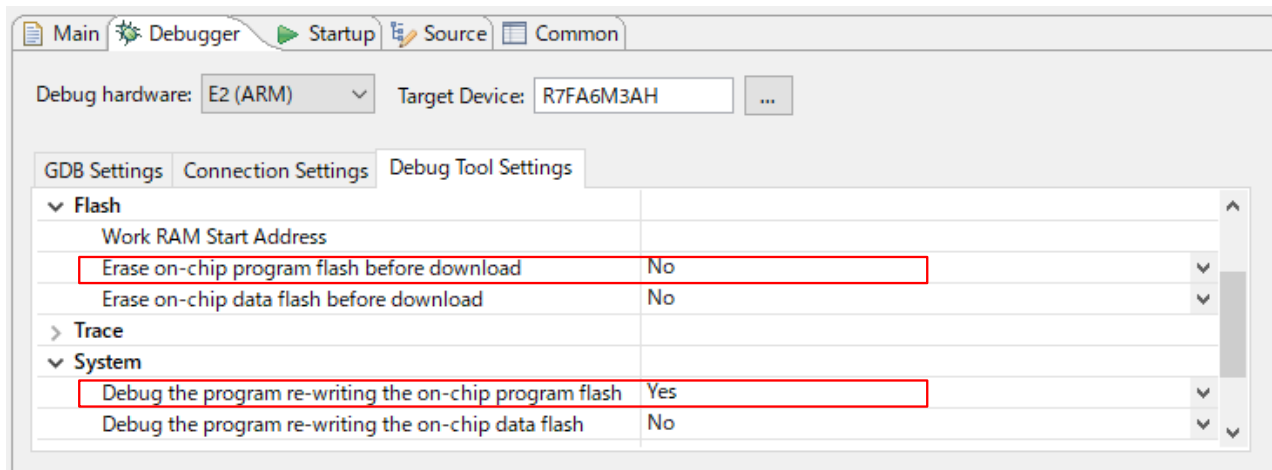 Main Debugger Startup Source Common
Debug hardware: E2 (ARM) Target Device: R7FA6M3AH ...
GDB Settings Connection Settings Debug Tool Settings
Flash
Work RAM Start Address
Erase on-chip program flash before download No
Erase on-chip data flash before download No
Trace
System
Debug the program re-writing the on-chip program flash Yes
Debug the program re-writing the on-chip data flash No